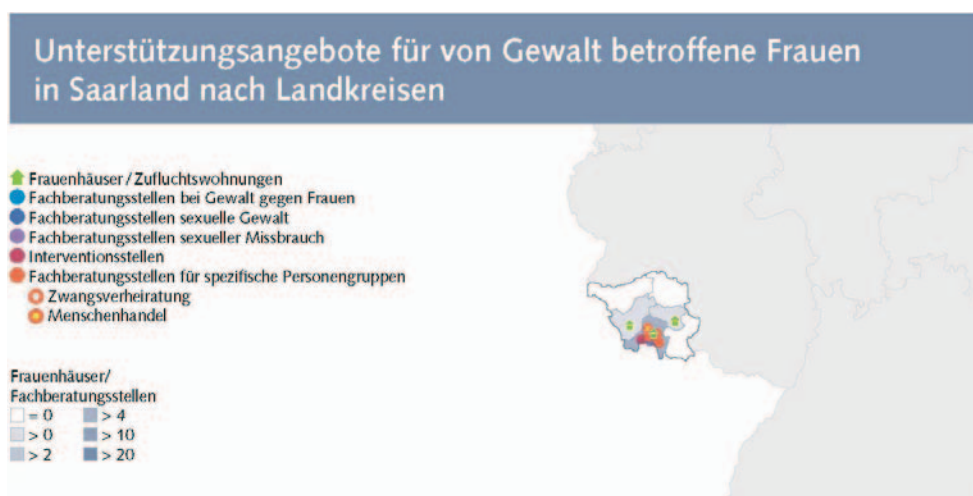 Unterstützungsangebote für von Gewalt betroffene Frauen
in Saarland nach Landkreisen
Frauenhäuser/Zufluchtswohnungen
Fachberatungsstellen bei Gewalt gegen Frauen
Fachberatungsstellen sexuelle Gewalt
Fachberatungsstellen sexueller Missbrauch
Interventionsstellen
Fachberatungsstellen für spezifische Personengruppen
Zwangsverheiratung
Menschenhandel
Frauenhäuser/
Fachberatungsstellen
= 0 > 4
> 0 > 10
> 2 > 20